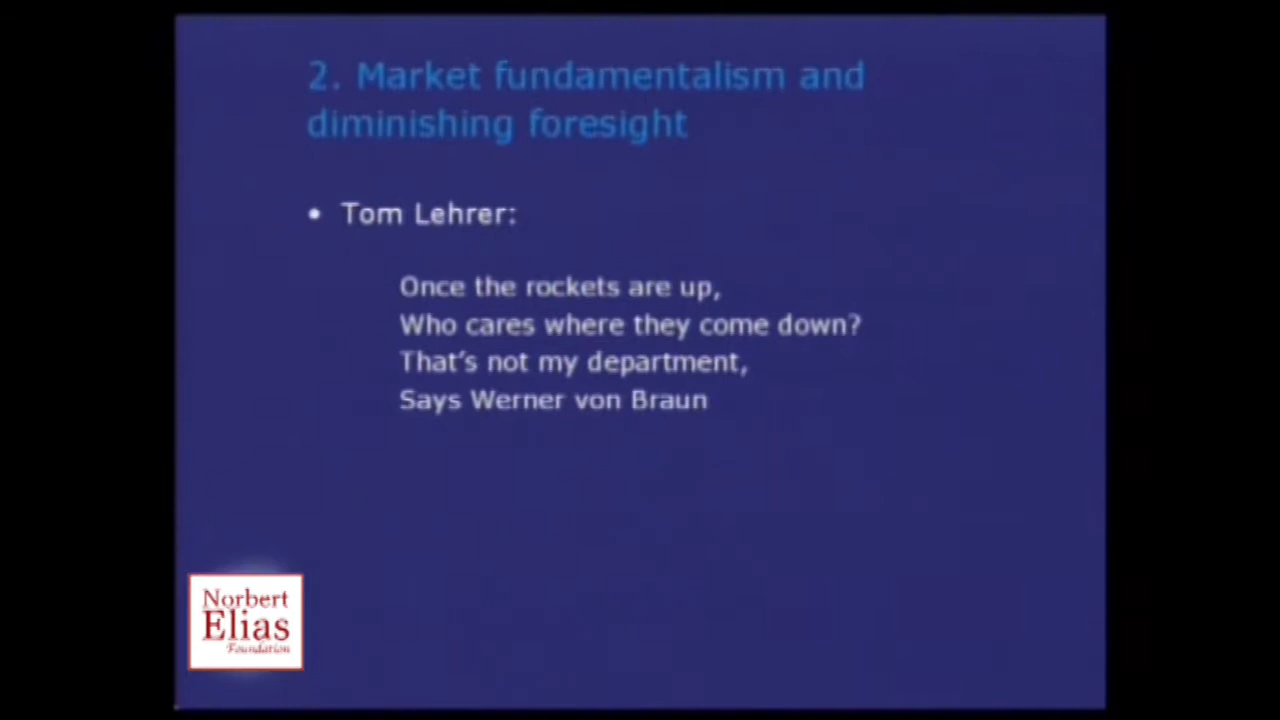 2. Market fundamentalism and
diminishing foresight
• Tom Lehrer:
Once the rockets are up,
Who cares where they come down?
That's not my department,
Says Werner von Braun
Norbert
Elias
Foundation